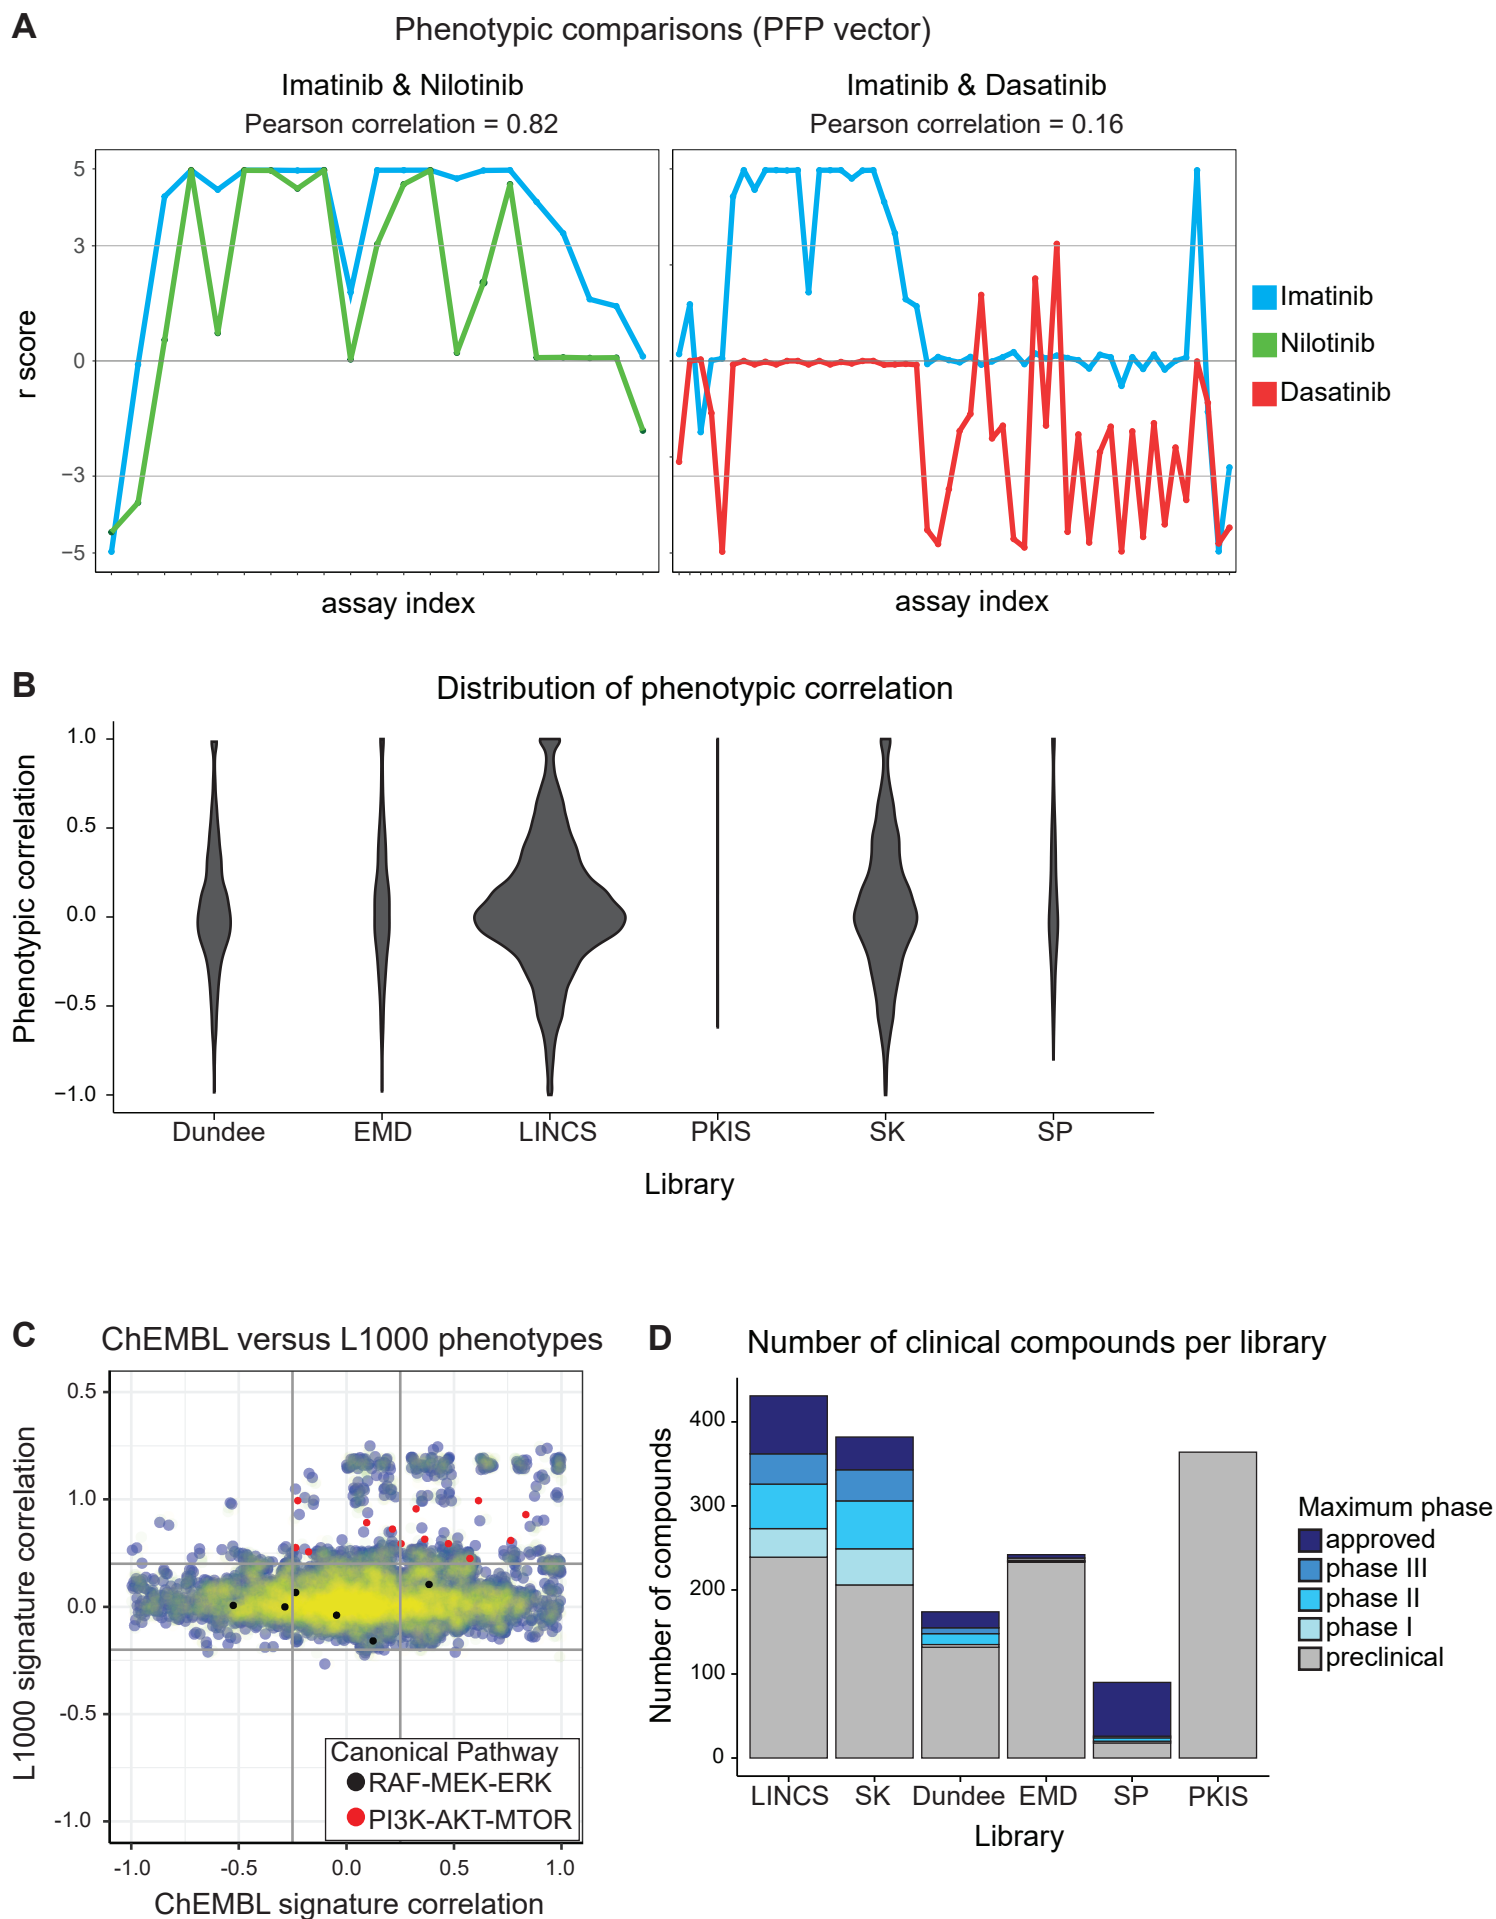 A
Phenotypic comparisons (PFP vector)
Imatinib & Nilotinib
Pearson correlation = 0.82
Imatinib & Dasatinib
Pearson correlation = 0.16
r score
5
3
0
−3
−5
assay index
assay index
Imatinib
Nilotinib
Dasatinib
B
Distribution of phenotypic correlation
Phenotypic correlation
1.0
0.5
0.0
−0.5
−1.0
Dundee EMD LINCS PKIS SK SP
Library
C
ChEMBL versus L1000 phenotypes
L1000 signature correlation
0.5
1.0
0.0
-0.5
-1.0
Canonical Pathway
RAF-MEK-ERK
PI3K-AKT-MTOR
-1.0 -0.5 0.0 0.5 1.0
ChEMBL signature correlation
D
Number of clinical compounds per library
Number of compounds
400
300
200
100
0
LINCS SK Dundee EMD SP PKIS
Library
Maximum phase
approved
phase III
phase II
phase I
preclinical